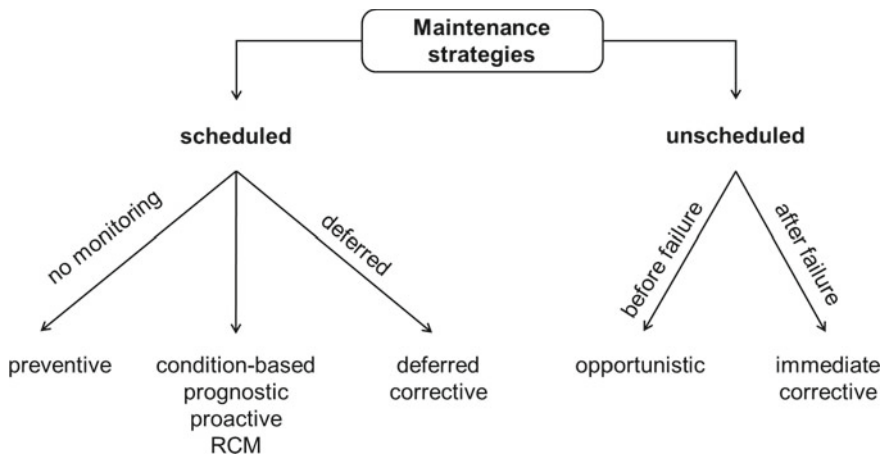 Maintenance
strategies
scheduled
unscheduled
no monitoring
deferred
before failure
after failure
preventive
condition-based
prognostic
proactive
RCM
deferred
corrective
opportunistic
immediate
corrective